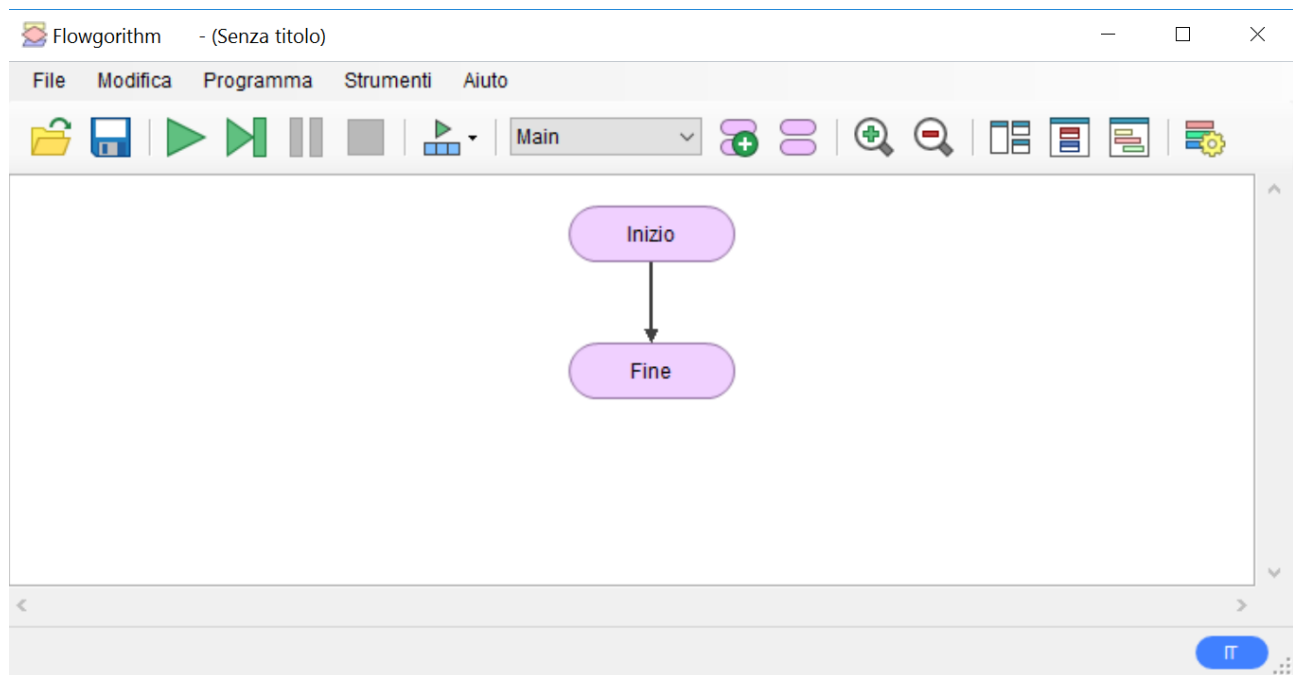 Flowgorithm - (Senza titolo)
File Modifica Programma Strumenti Aiuto
Main
Inizio
Fine
IT